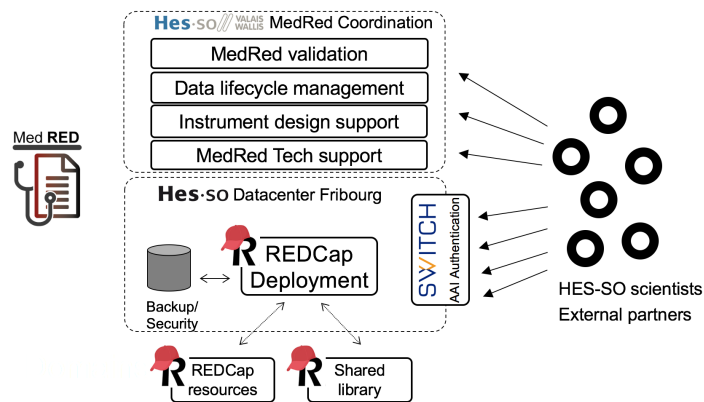 Hes·so// VALAIS WALLIS MedRed Coordination
MedRed validation
Data lifecycle management
Instrument design support
MedRed Tech support
Med RED
Hes·so Datacenter Fribourg
R REDCap
Deployment
Backup/
Security
SWITCH
AAI Authentication
HES-SO scientists
External partners
R REDCap
resources
R Shared
library